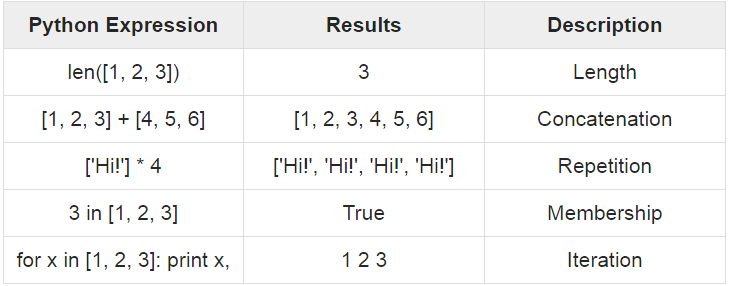 Python Expression Results Description
len([1, 2, 3]) 3 Length
[1, 2, 3] + [4, 5, 6] [1, 2, 3, 4, 5, 6] Concatenation
['Hi!'] * 4 ['Hi!', 'Hi!', 'Hi!', 'Hi!'] Repetition
3 in [1, 2, 3] True Membership
for x in [1, 2, 3]: print x, 1 2 3 Iteration